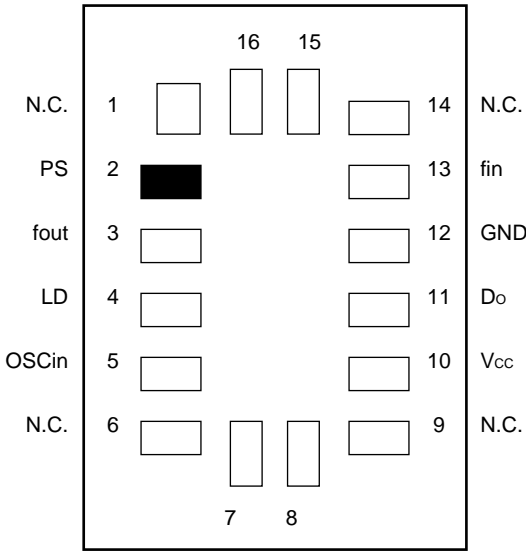 16 15
N.C. 1 14 N.C.
PS 2 13 fin
fout 3 12 GND
LD 4 11 Do
OSCin 5 10 Vcc
N.C. 6 9 N.C.
7 8